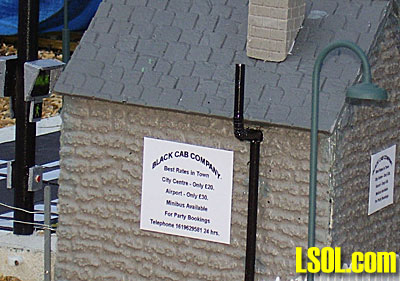 BLACK CAB COMPANY
Best Rates in Town
City Centre - Only £20.
Airport - Only £30.
Minibus Available
For Party Bookings
Telephone 1619629581 24 hrs.
LSOL.com